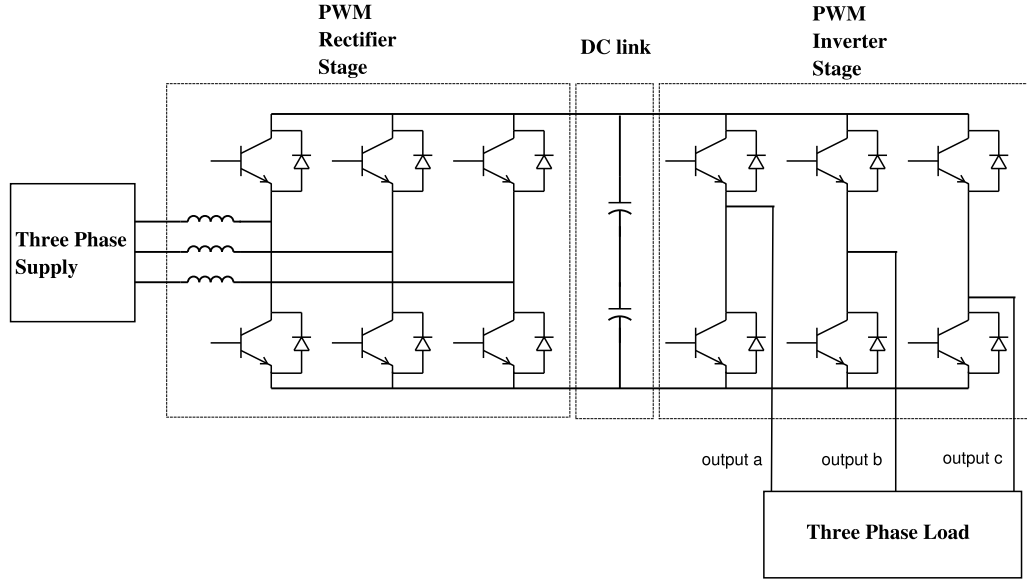 PWM
Rectifier
Stage
DC link
PWM
Inverter
Stage
Three Phase
Supply
output a
output b
output c
Three Phase Load